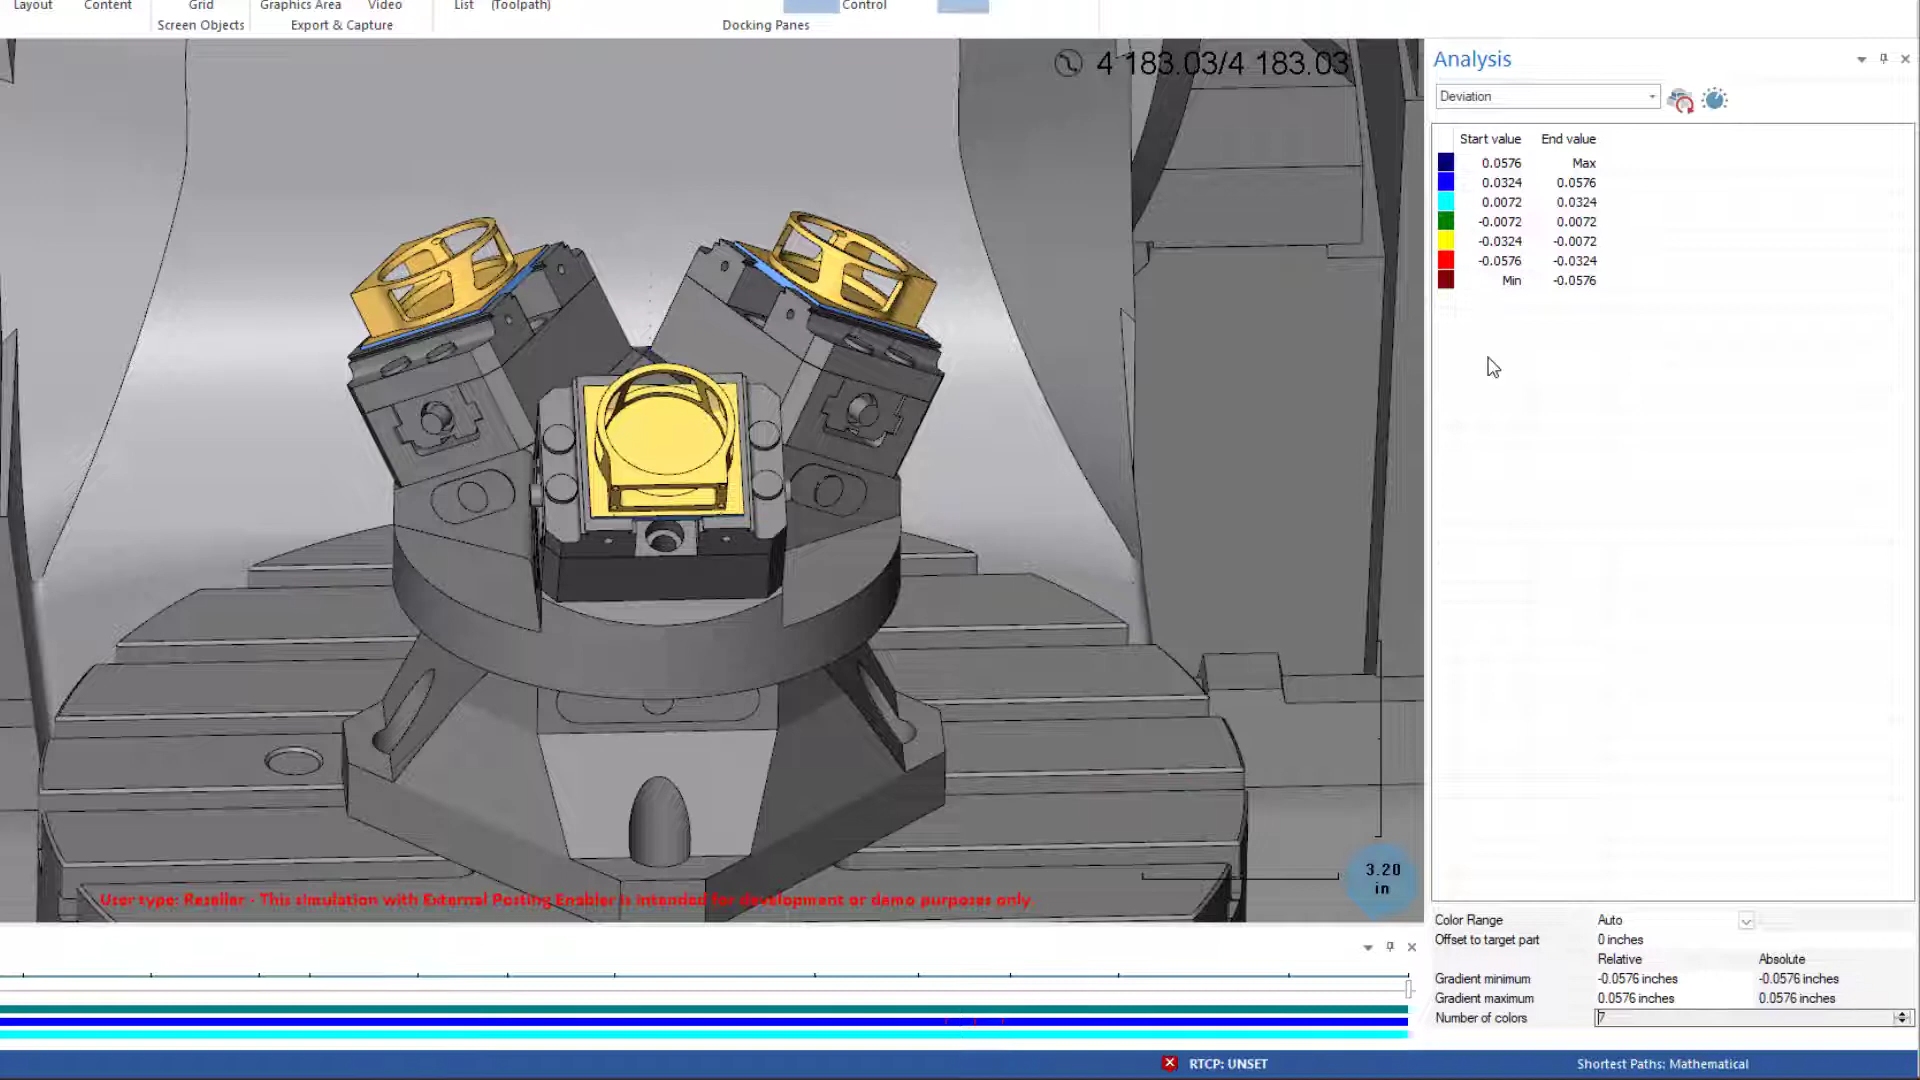 Layout Content Grid Graphics Area Video List (Toolpath) Control
Screen Objects Export & Capture Docking Panes
4 183.03/4 183.03
Analysis
Deviation
Start value End value
0.0576 Max
0.0324 0.0576
0.0072 0.0324
-0.0072 0.0072
-0.0324 -0.0072
-0.0576 -0.0324
Min -0.0576
3.20
in
User type: Reseller - This simulation with External Posting Enabler is intended for development or demo purposes only
Color Range Auto
Offset to target part 0 inches
Relative Absolute
Gradient minimum -0.0576 inches -0.0576 inches
Gradient maximum 0.0576 inches 0.0576 inches
Number of colors 7
RTCP: UNSET Shortest Paths: Mathematical